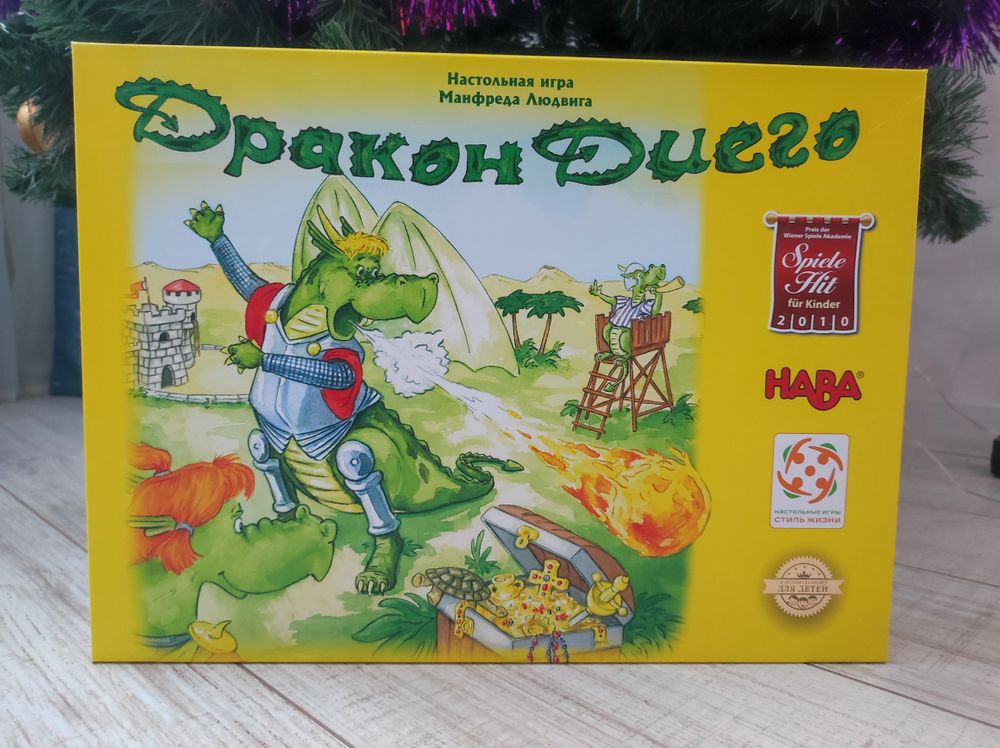 Настольная игра
Манфреда Людвига
Дракон Диего
Preis der
Wiener Spiele Akademie
Spiele
Hit
für Kinder
2010
HABA®
НАСТОЛЬНЫЕ ИГРЫ
СТИЛЬ ЖИЗНИ
ДЛЯ ДЕТЕЙ